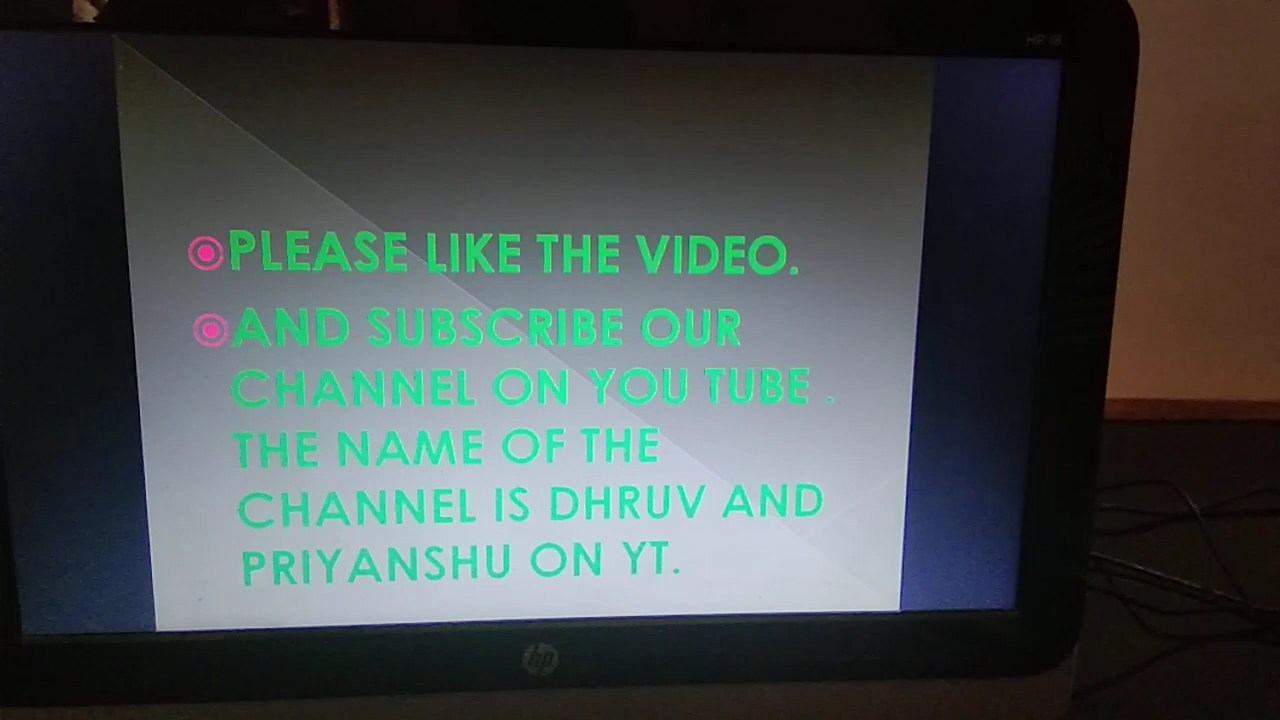 HP
PLEASE LIKE THE VIDEO.
AND SUBSCRIBE OUR
CHANNEL ON YOU TUBE .
THE NAME OF THE
CHANNEL IS DHRUV AND
PRIYANSHU ON YT.
hp